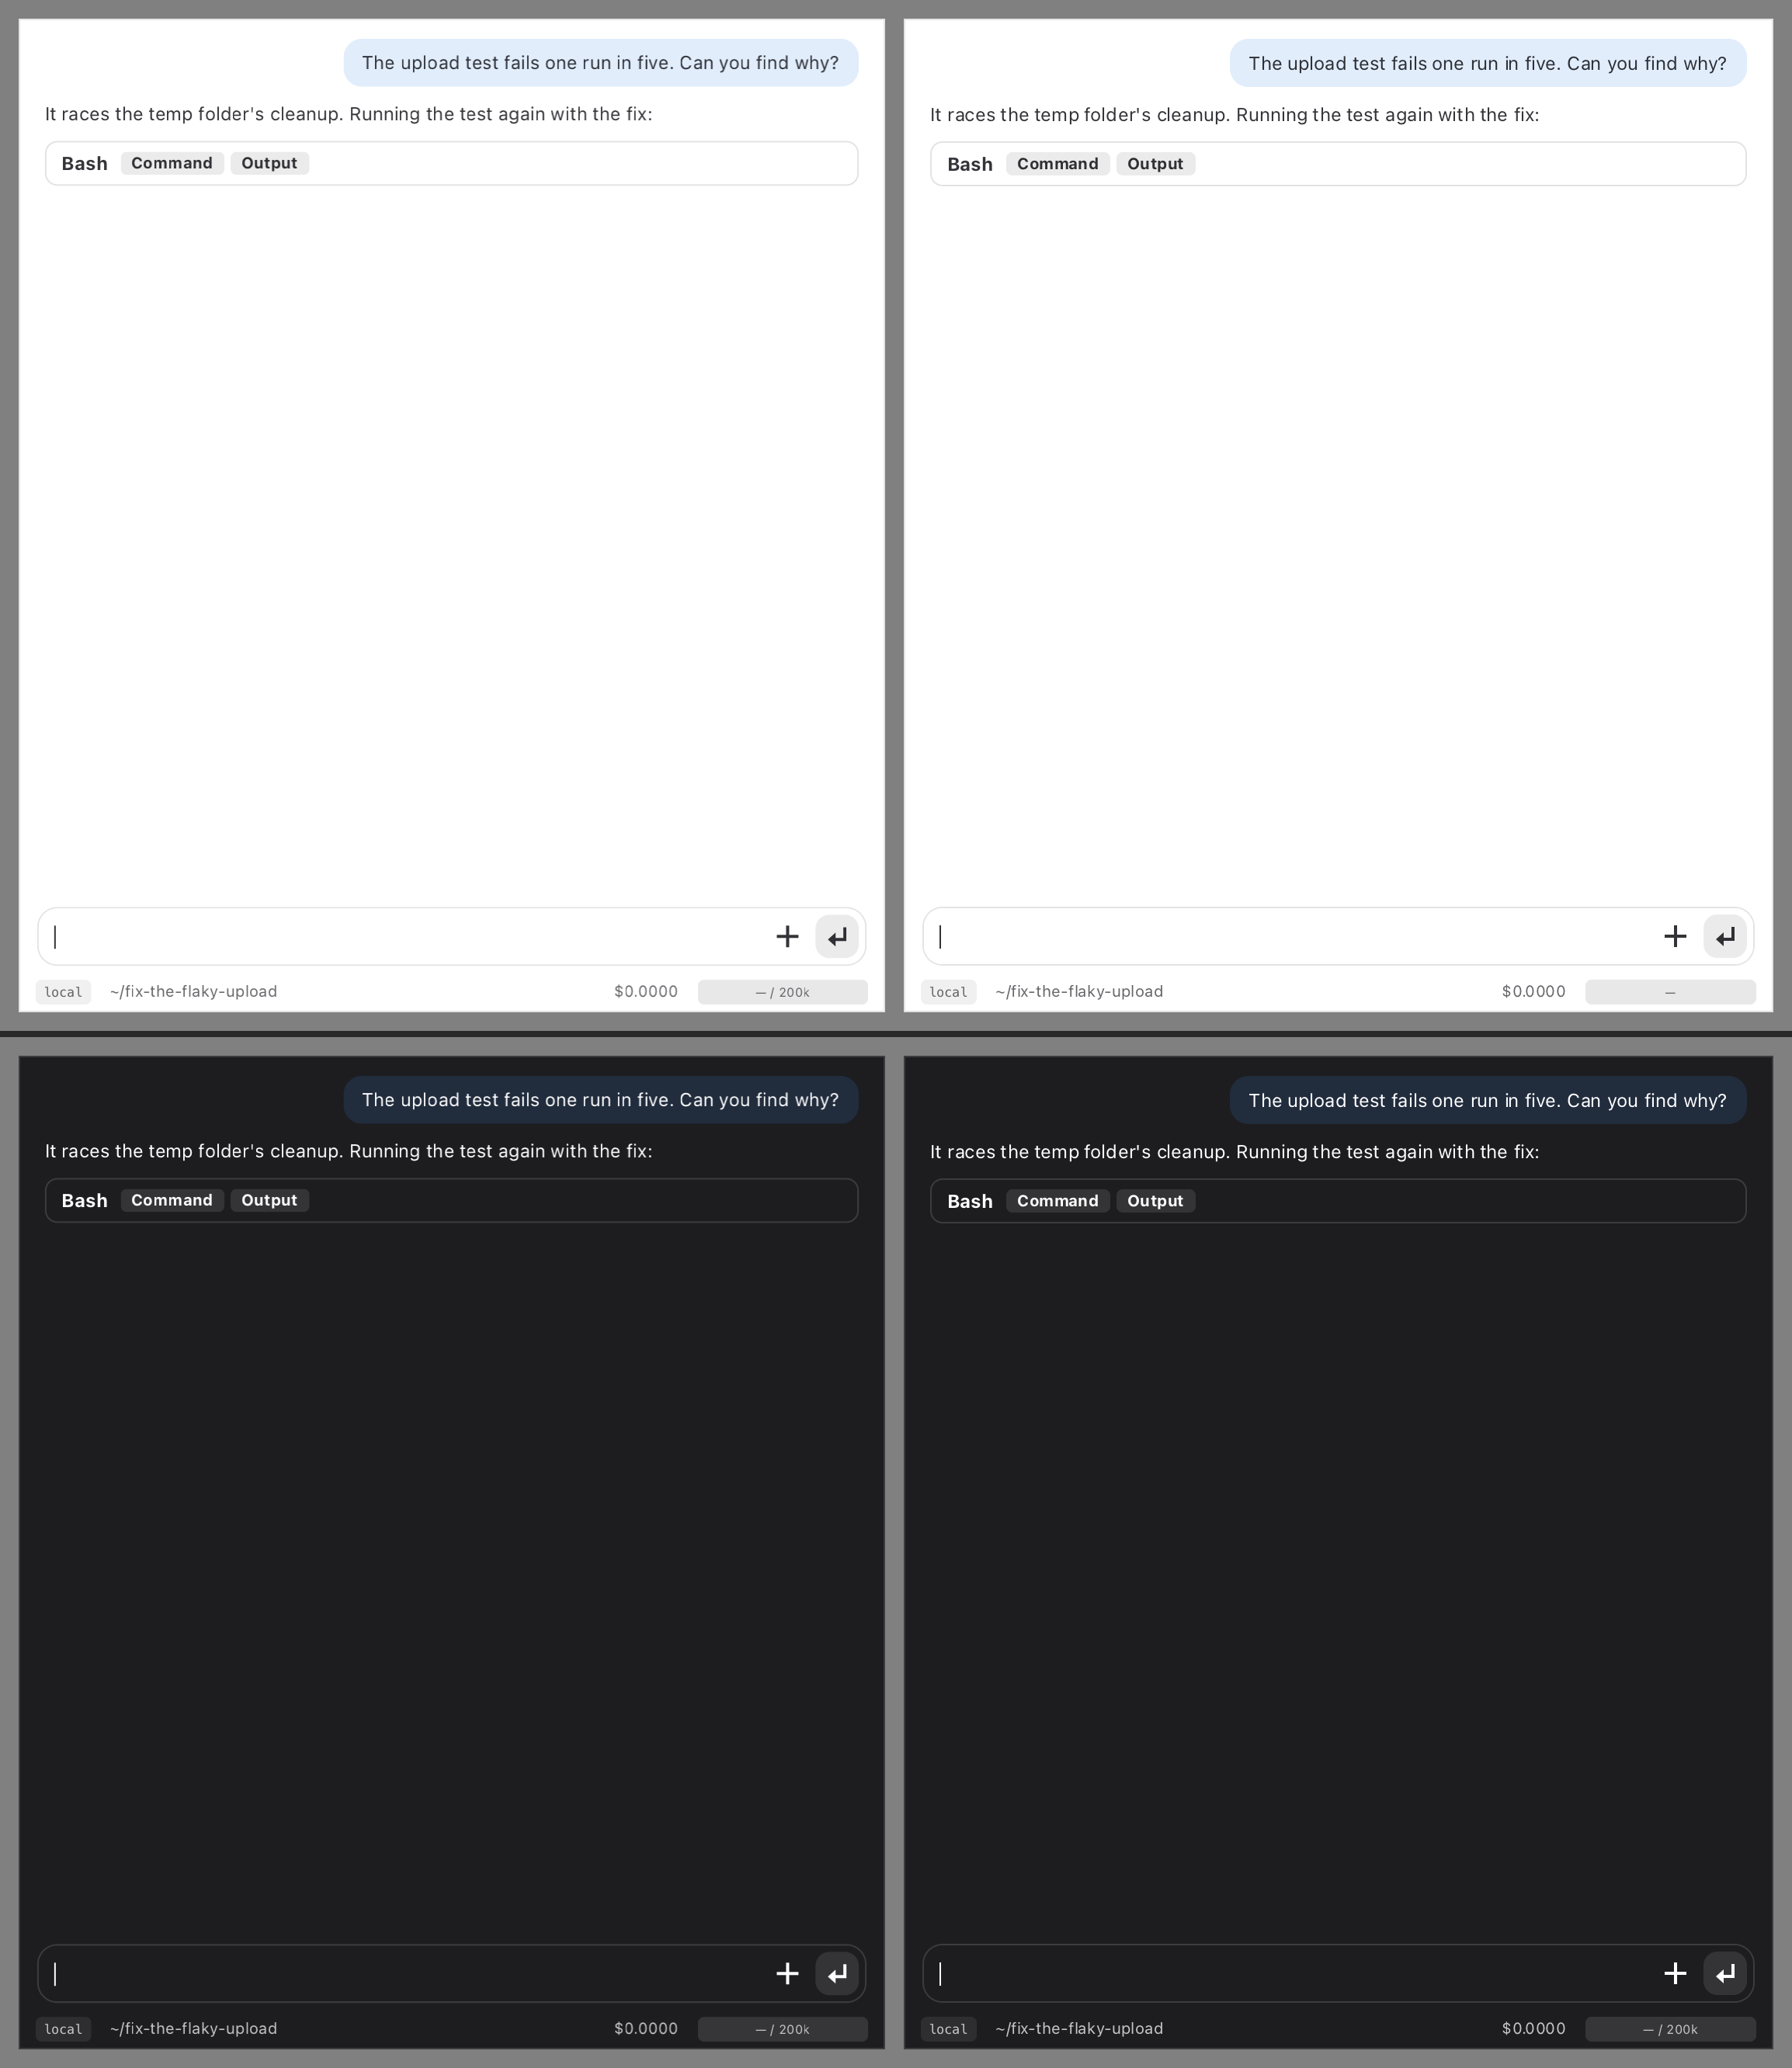 The upload test fails one run in five. Can you find why?
It races the temp folder's cleanup. Running the test again with the fix:
Bash Command Output
local ~/fix-the-flaky-upload $0.0000 — / 200k
The upload test fails one run in five. Can you find why?
It races the temp folder's cleanup. Running the test again with the fix:
Bash Command Output
local ~/fix-the-flaky-upload $0.0000 —
The upload test fails one run in five. Can you find why?
It races the temp folder's cleanup. Running the test again with the fix:
Bash Command Output
local ~/fix-the-flaky-upload $0.0000 — / 200k
The upload test fails one run in five. Can you find why?
It races the temp folder's cleanup. Running the test again with the fix:
Bash Command Output
local ~/fix-the-flaky-upload $0.0000 — / 200k